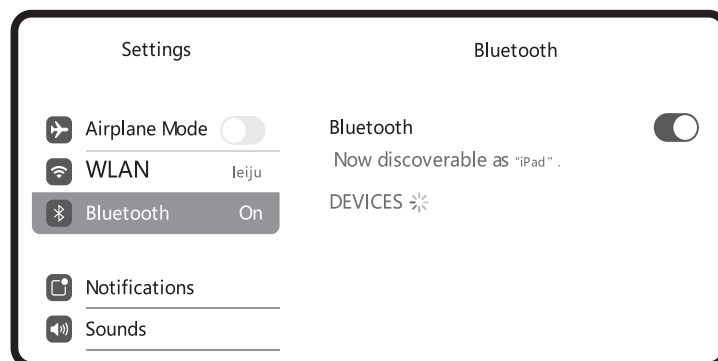 Settings
Bluetooth
Airplane Mode
WLAN leiju
Bluetooth On
Notifications
Sounds
Bluetooth
Now discoverable as “iPad”.
DEVICES